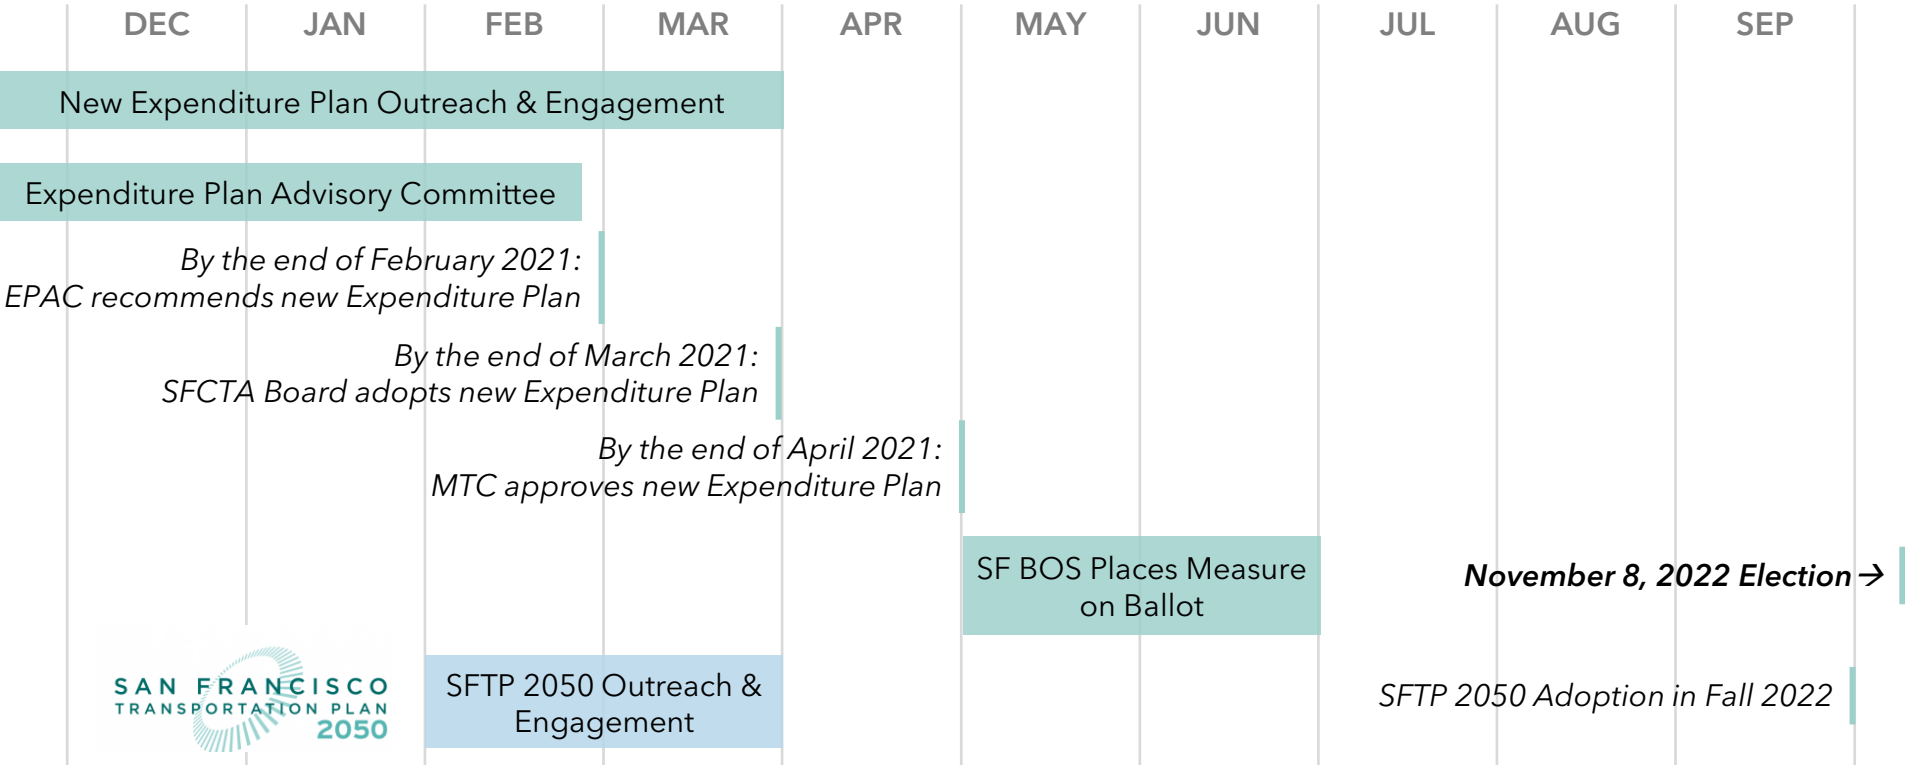 DEC JAN FEB MAR APR MAY JUN JUL AUG SEP
New Expenditure Plan Outreach & Engagement
Expenditure Plan Advisory Committee
By the end of February 2021:
EPAC recommends new Expenditure Plan
By the end of March 2021:
SFCTA Board adopts new Expenditure Plan
By the end of April 2021:
MTC approves new Expenditure Plan
SF BOS Places Measure
on Ballot
November 8, 2022 Election→
SAN FRANCISCO
TRANSPORTATION PLAN
2050
SFTP 2050 Outreach &
Engagement
SFTP 2050 Adoption in Fall 2022